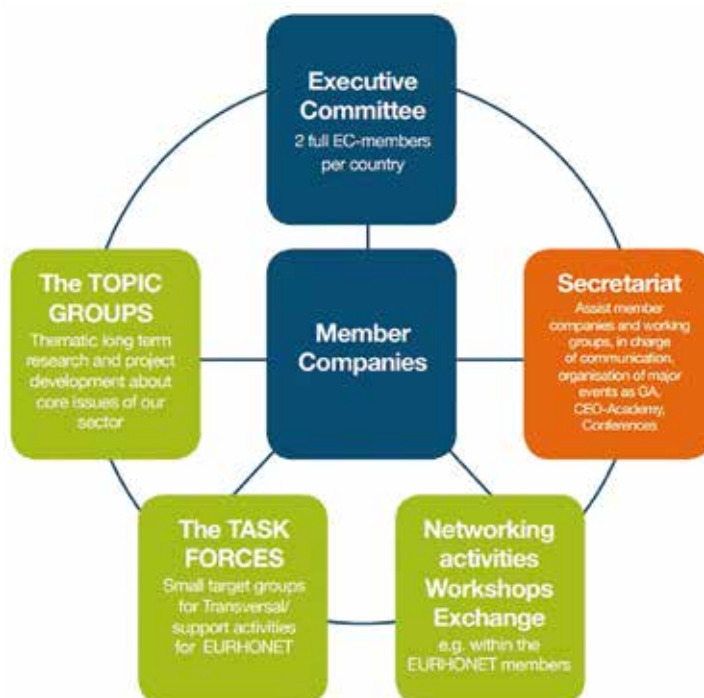 Executive
Committee
2 full EC-members
per country
The TOPIC
GROUPS
Thematic long term
research and project
development about
core issues of our
sector
Member
Companies
Secretariat
Assist member
companies and working
groups, in charge
of communication,
organisation of major
events as GA,
CEO-Academy,
Conferences
The TASK
FORCES
Small target groups
for Transversal/
support activities
for EURHONET
Networking
activities
Workshops
Exchange
e.g. within the
EURHONET members